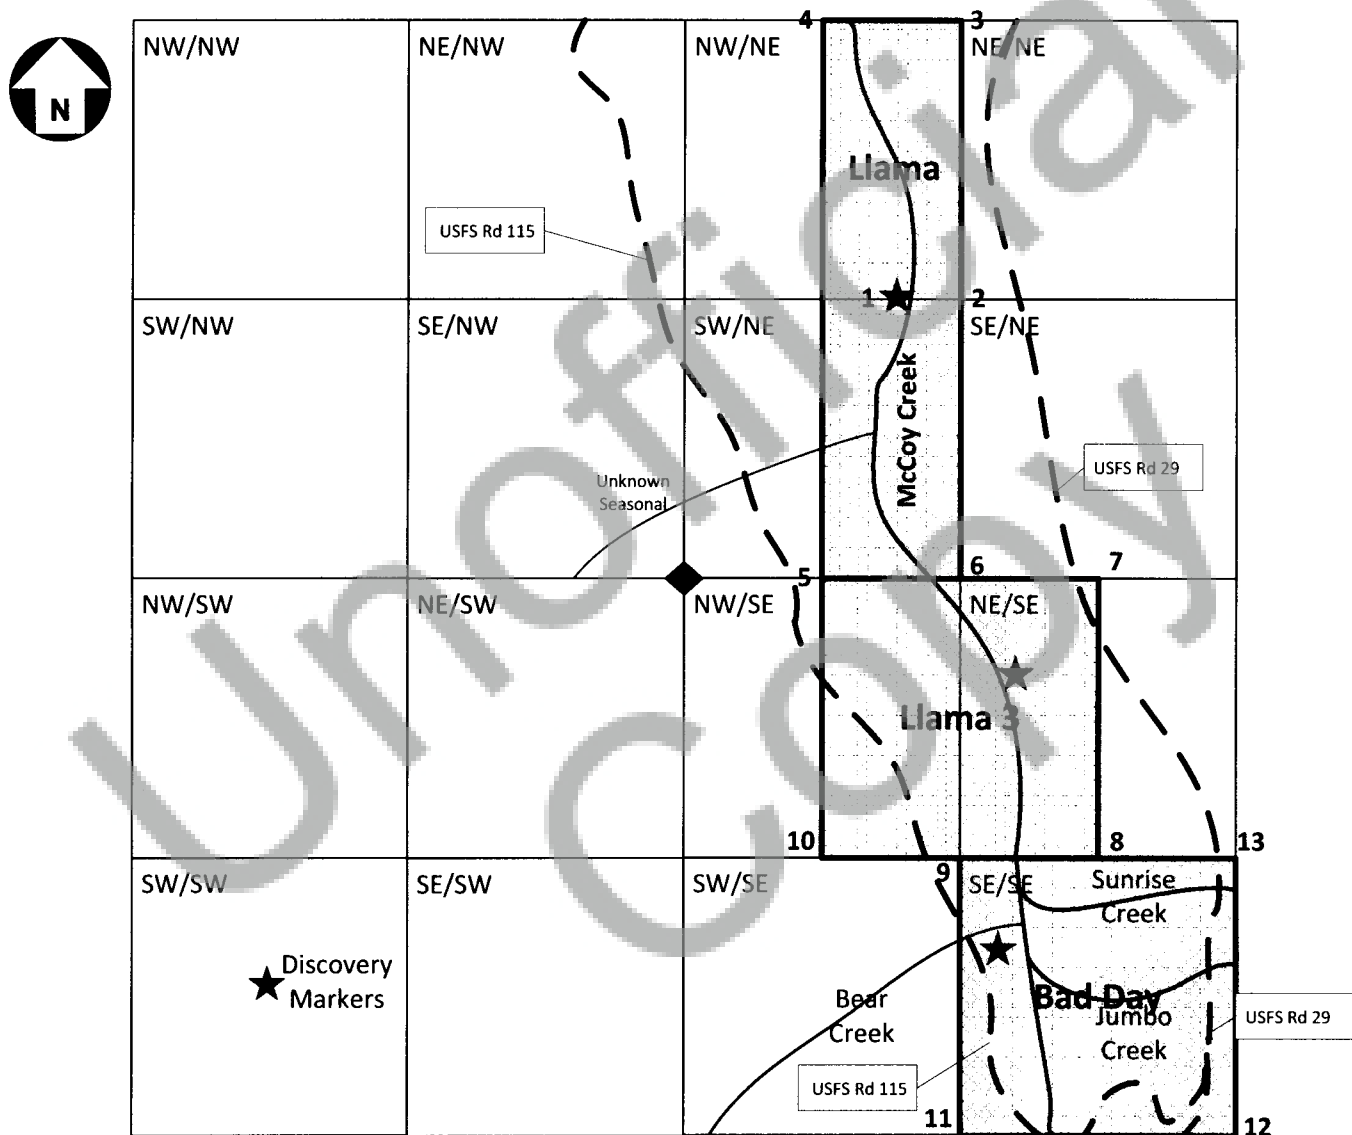 4
3
NW/NW
NE/NW
NW/NE
NE/NE
N
Llama
USFS Rd 115
1
2
SW/NW
SE/NW
SW/NE
SE/NE
McCoy Creek
USFS Rd 29
Unknown
Seasonal
5
6
7
NW/SW
NE/SW
NW/SE
NE/SE
Llama 3
10
8
13
9
SW/SW
SE/SW
SW/SE
SE/SE
Sunrise
Creek
Discovery
Markers
Bear
Creek
Bad Day
Jumbo
Creek
USFS Rd 29
USFS Rd 115
11
12
Unofficial
Copy